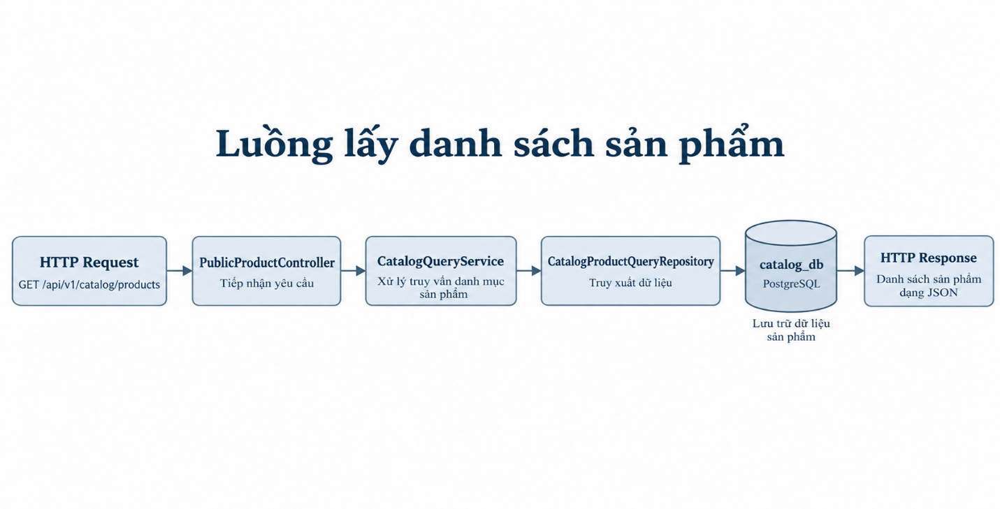 Luồng lấy danh sách sản phẩm
HTTP Request
GET /api/v1/catalog/products
PublicProductController
Tiếp nhận yêu cầu
CatalogQueryService
Xử lý truy vấn danh mục
sản phẩm
CatalogProductQueryRepository
Truy xuất dữ liệu
catalog_db
PostgreSQL
Lưu trữ dữ liệu
sản phẩm
HTTP Response
Danh sách sản phẩm
dạng JSON